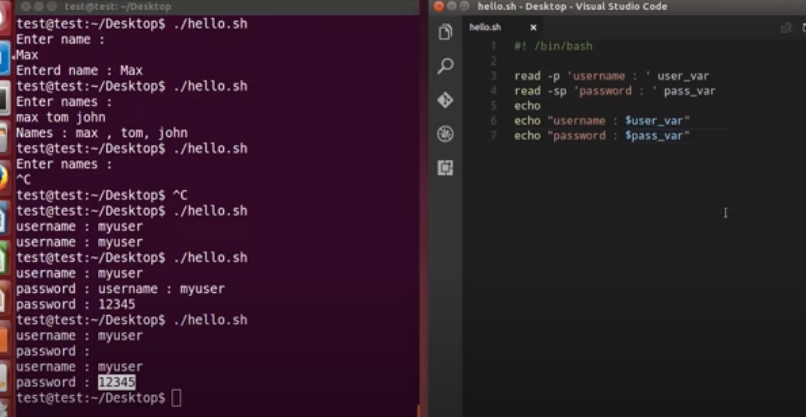 test@test: ~/Desktop
test@test:~/Desktop$ ./hello.sh
Enter name :
Max
Enterd name : Max
test@test:~/Desktop$ ./hello.sh
Enter names :
max tom john
Names : max , tom, john
test@test:~/Desktop$ ./hello.sh
Enter names :
^C
test@test:~/Desktop$ ^C
test@test:~/Desktop$ ./hello.sh
username : myuser
username : myuser
test@test:~/Desktop$ ./hello.sh
username : myuser
password : username : myuser
password : 12345
test@test:~/Desktop$ ./hello.sh
username : myuser
password :
username : myuser
password : 12345
test@test:~/Desktop$
hello.sh - Desktop - Visual Studio Code
hello.sh
1 #! /bin/bash
2
3 read -p 'username : ' user_var
4 read -sp 'password : ' pass_var
5 echo
6 echo "username : $user_var"
7 echo "password : $pass_var"